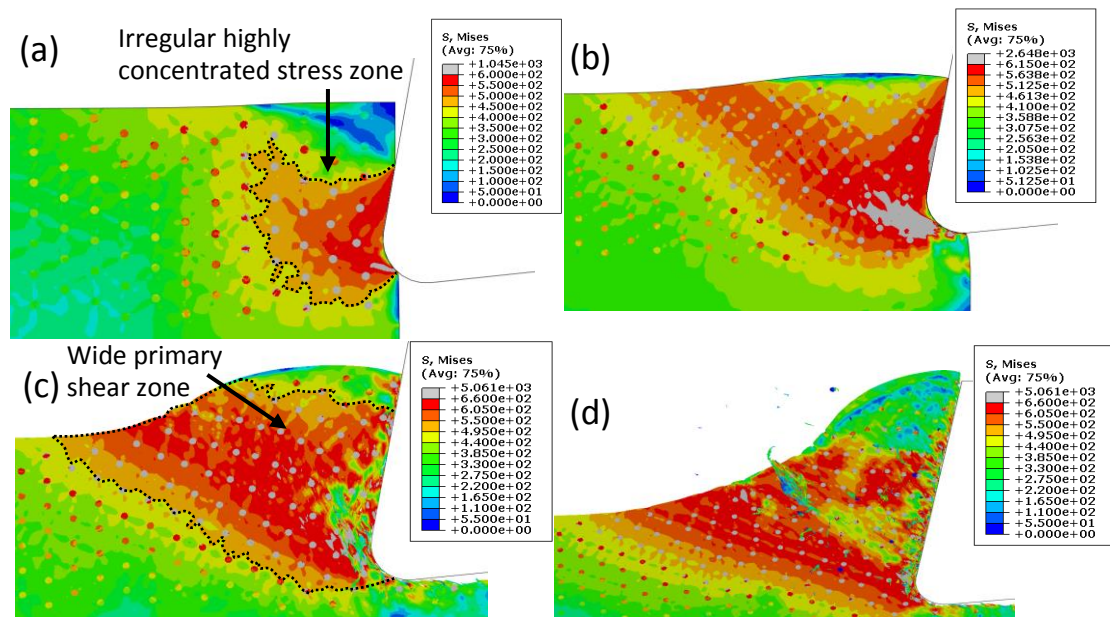 (a)
Irregular highly
concentrated stress zone
S, Mises
(Avg: 75%)
+1.045e+03
+6.000e+02
+5.500e+02
+5.000e+02
+4.500e+02
+4.000e+02
+3.500e+02
+3.000e+02
+2.500e+02
+2.000e+02
+1.500e+02
+1.000e+02
+5.000e+01
+0.000e+00
(b)
S, Mises
(Avg: 75%)
+2.648e+03
+6.150e+02
+5.638e+02
+5.125e+02
+4.613e+02
+4.100e+02
+3.588e+02
+3.075e+02
+2.563e+02
+2.050e+02
+1.538e+02
+1.025e+02
+5.125e+01
+0.000e+00
(c)
Wide primary
shear zone
S, Mises
(Avg: 75%)
+5.061e+03
+6.600e+02
+6.050e+02
+5.500e+02
+4.950e+02
+4.400e+02
+3.850e+02
+3.300e+02
+2.750e+02
+2.200e+02
+1.650e+02
+1.100e+02
+5.500e+01
+0.000e+00
(d)
S, Mises
(Avg: 75%)
+5.061e+03
+6.600e+02
+6.050e+02
+5.500e+02
+4.950e+02
+4.400e+02
+3.850e+02
+3.300e+02
+2.750e+02
+2.200e+02
+1.650e+02
+1.100e+02
+5.500e+01
+0.000e+00